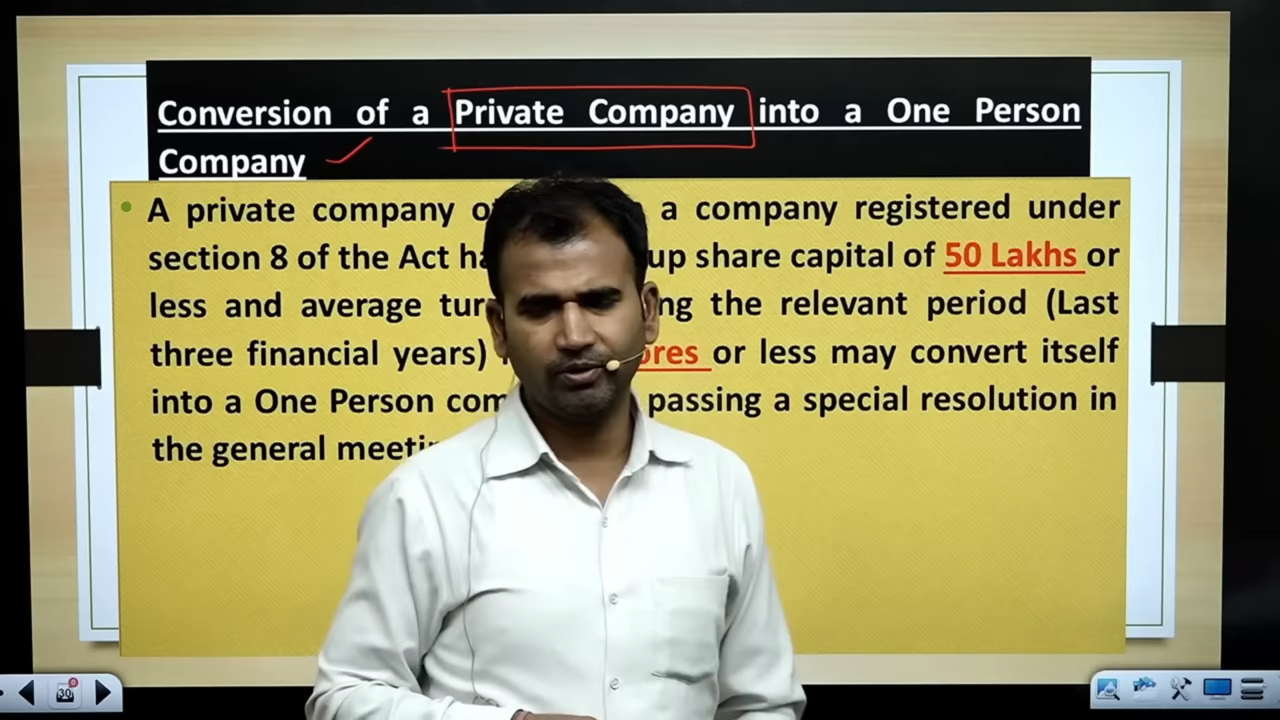 Conversion of a Private Company into a One Person
Company
A private company a company registered under
section 8 of the Act up share capital of 50 Lakhs or
less and average the relevant period (Last
three financial years) or less may convert itself
into a One Person passing a special resolution in
the general
30
0